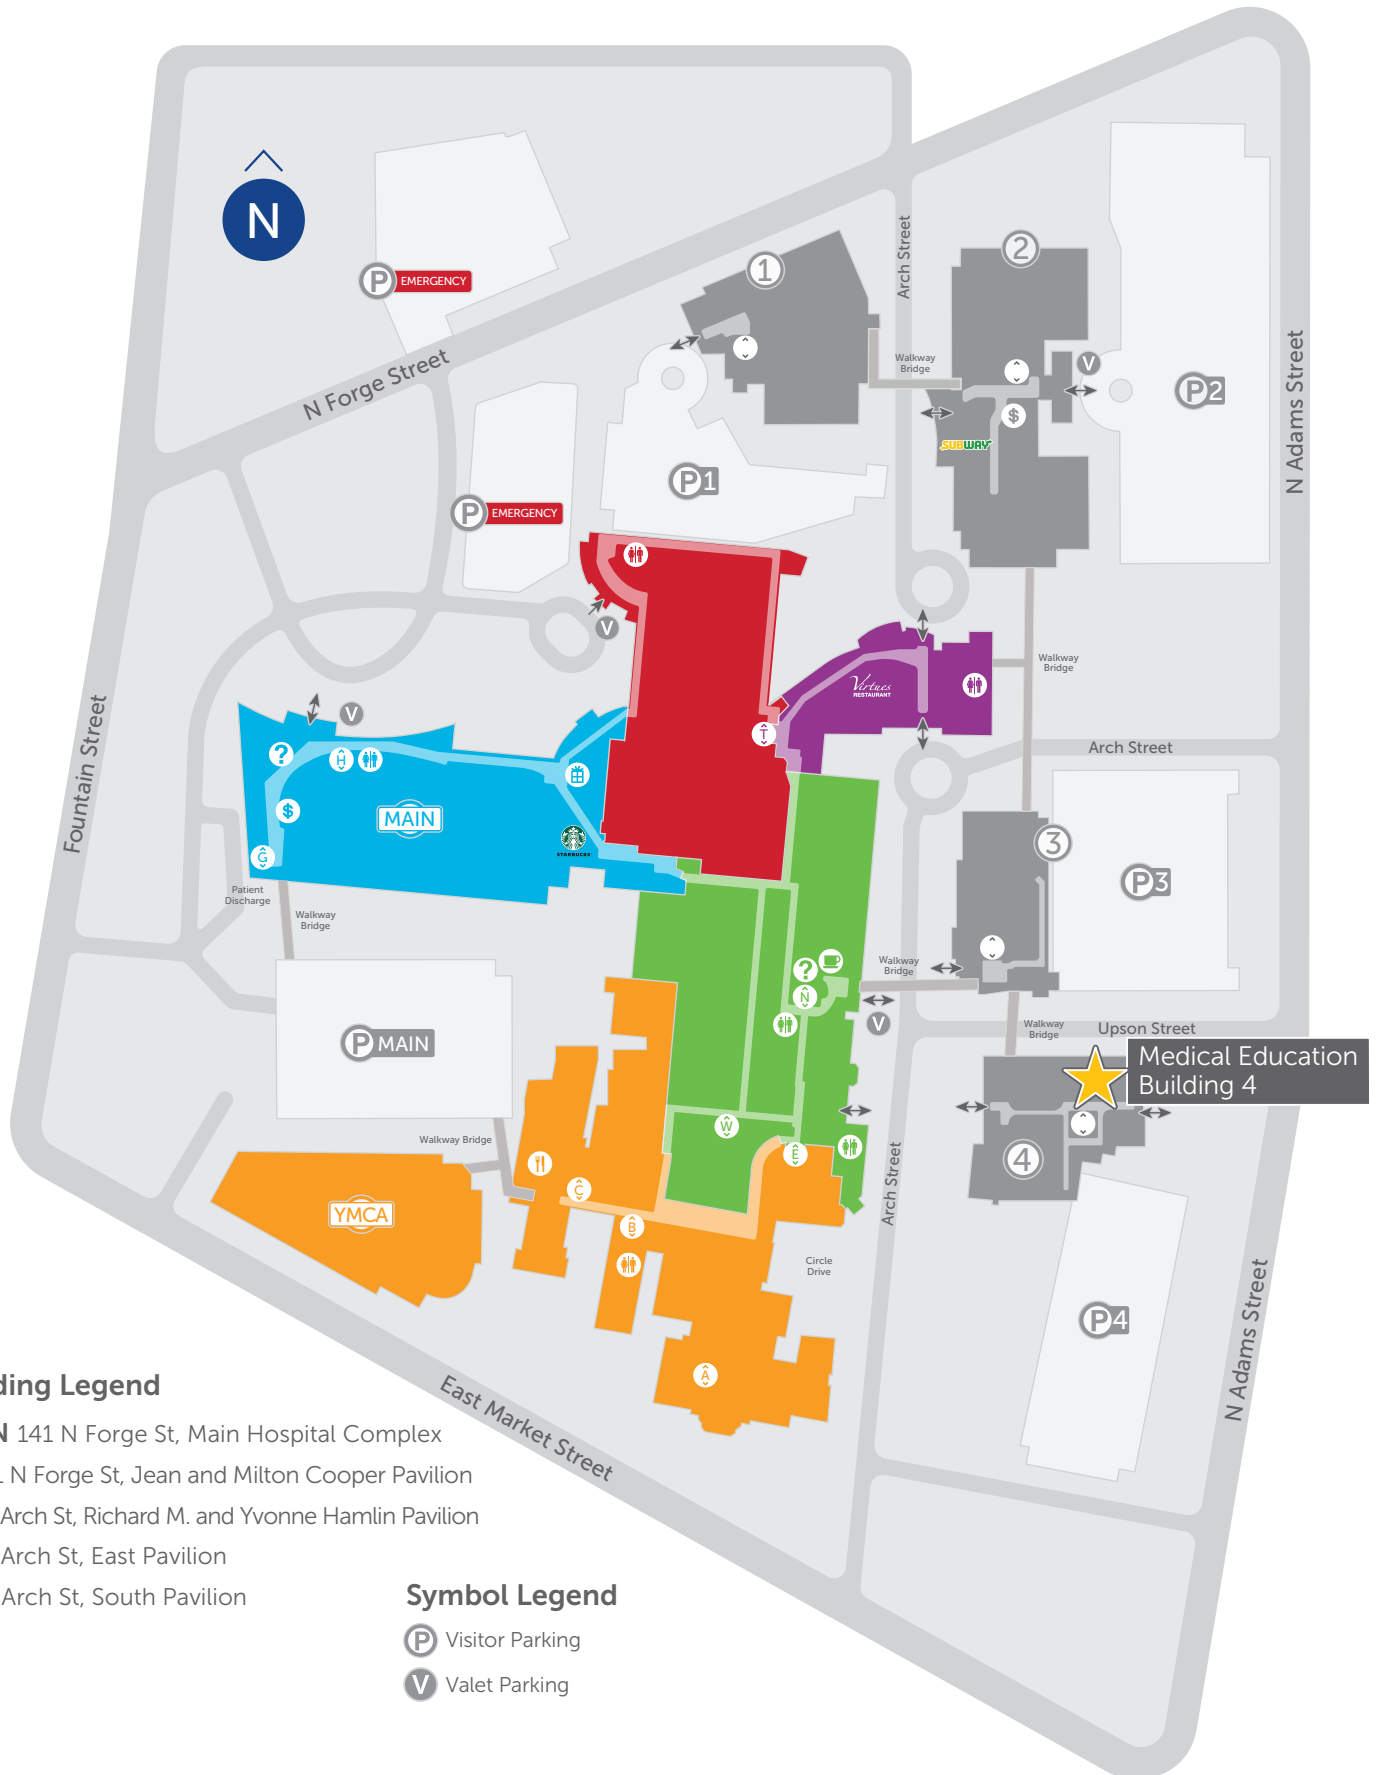 N
P EMERGENCY
N Forge Street
1
Arch Street
2
Walkway
Bridge
V
$
SUBWAY
P2
N Adams Street
P1
P EMERGENCY
V
Virtues
RESTAURANT
Walkway
Bridge
T
Arch Street
Fountain Street
V
?
H
$
MAIN
STARBUCKS
G
Patient
Discharge
Walkway
Bridge
3
P3
?
N
Walkway
Bridge
V
P MAIN
Walkway
Bridge
Upson Street
Medical Education
Building 4
4
W
E
Arch Street
Walkway Bridge
C
B
YMCA
Circle
Drive
A
P4
N Adams Street
East Market Street
ding Legend
N 141 N Forge St, Main Hospital Complex
1 N Forge St, Jean and Milton Cooper Pavilion
Arch St, Richard M. and Yvonne Hamlin Pavilion
Arch St, East Pavilion
Arch St, South Pavilion
Symbol Legend
P Visitor Parking
V Valet Parking